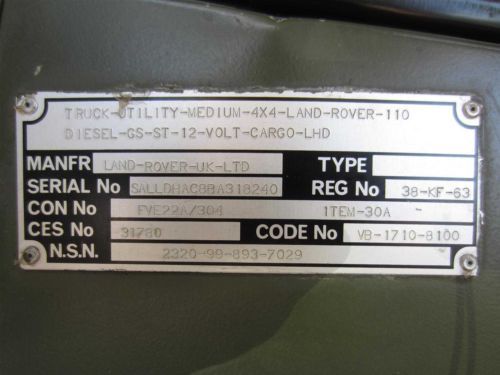 TRUCK-UTILITY-MEDIUM-4X4-LAND-ROVER-110
DIESEL-GS-ST-12-VOLT-CARGO-LHD
MANFR LAND-ROVER-UK-LTD TYPE
SERIAL No SALLDHAC8BA318240 REG No 38-KF-63
CON No FVE22A/304 ITEM-30A
CES No 31780 CODE No VB-1710-8100
N.S.N. 2320-99-893-7029